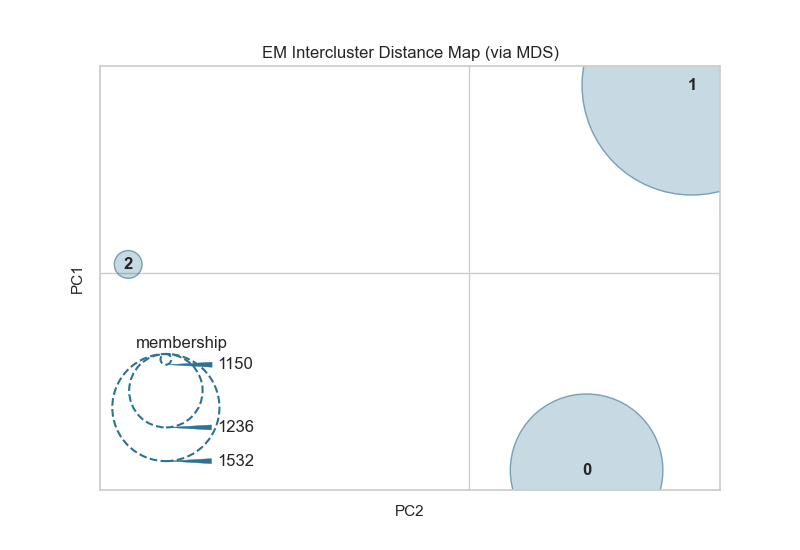 EM Intercluster Distance Map (via MDS)
1
2
PC1
membership
1150
1236
1532
0
PC2